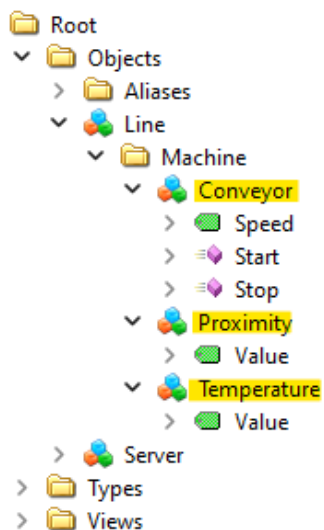 Root
Objects
Aliases
Line
Machine
Conveyor
Speed
Start
Stop
Proximity
Value
Temperature
Value
Server
Types
Views